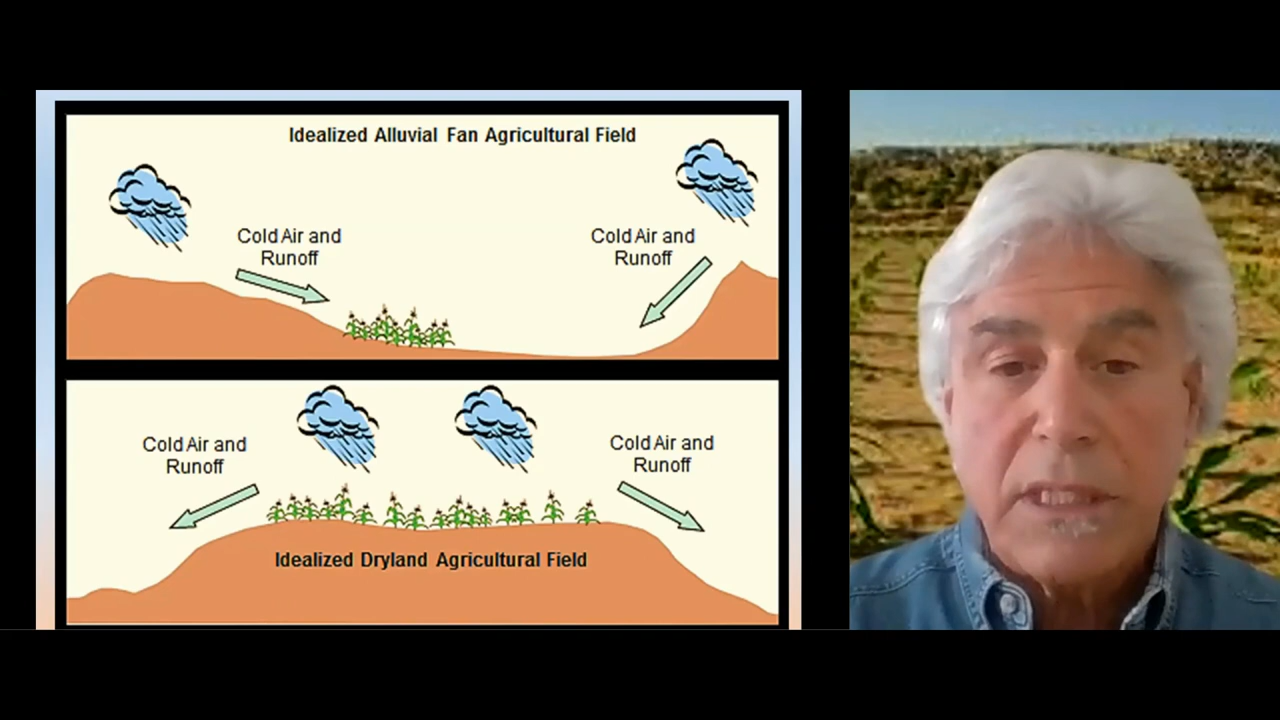 Idealized Alluvial Fan Agricultural Field
Cold Air and
Runoff
Cold Air and
Runoff
Cold Air and
Runoff
Cold Air and
Runoff
Idealized Dryland Agricultural Field